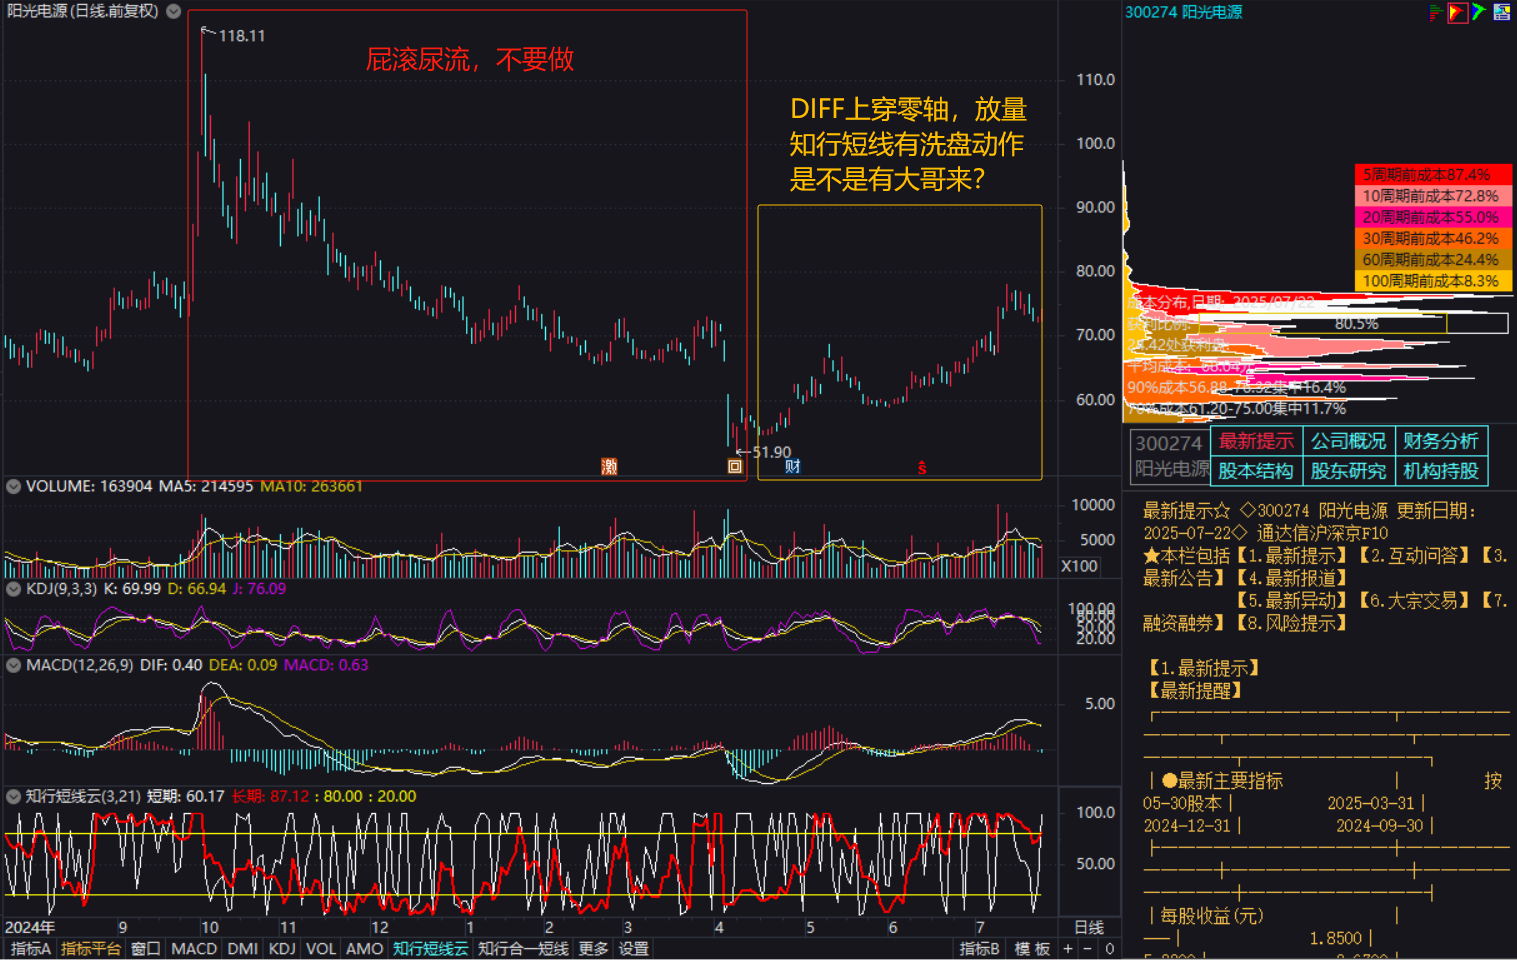 阳光电源(日线.前复权)
118.11
屁滚尿流，不要做
DIFF上穿零轴，放量
知行短线有洗盘动作
是不是有大哥来？
110.0
100.0
90.00
80.00
70.00
60.00
51.90
激
回
财
$
VOLUME: 163904 MA5: 214595 MA10: 263661
10000
5000
X100
KDJ(9,3,3) K: 69.99 D: 66.94 J: 76.09
100.00
80.00
50.00
20.00
MACD(12,26,9) DIF: 0.40 DEA: 0.09 MACD: 0.63
5.00
知行短线云(3,21) 短期: 60.17 长期: 87.12 : 80.00 : 20.00
100.0
50.00
2024年 9 10 11 12 1 2 3 4 5 6 7 日线
指标A 指标平台 窗口 MACD DMI KDJ VOL AMO 知行短线云 知行合一短线 更多 设置 指标B 模 板 + − 0
300274 阳光电源
5周期前成本87.4%
10周期前成本72.8%
20周期前成本55.0%
30周期前成本46.2%
60周期前成本24.4%
100周期前成本8.3%
成本分布,日期: 2025/07/22
获利比例: 80.5%
处获利盘:
平均成本: 68.64元
90%成本56.88-76.92集中16.4%
70%成本61.20-75.00集中11.7%
300274 最新提示 公司概况 财务分析
阳光电源 股本结构 股东研究 机构持股
最新提示☆ ◇300274 阳光电源 更新日期:
2025-07-22◇ 通达信沪深京F10
★本栏包括【1.最新提示】【2.互动问答】【3.
最新公告】【4.最新报道】
【5.最新异动】【6.大宗交易】【7.
融资融券】【8.风险提示】
【1.最新提示】
【最新提醒】
●最新主要指标 | 按
05-30股本| 2025-03-31|
2024-12-31| 2024-09-30|
|每股收益(元) |
1.8500|